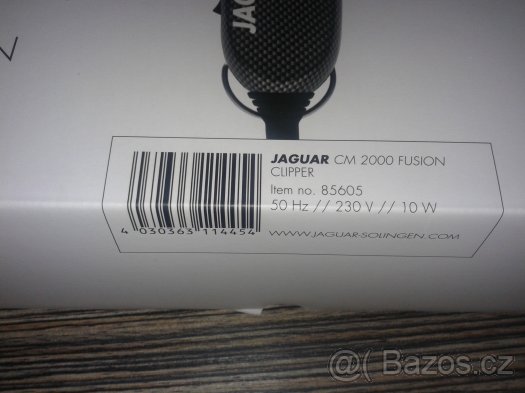 JAG
JAGUAR CM 2000 FUSION
CLIPPER
Item no. 85605
50 Hz // 230 V // 10 W
4 030363 114454
WWW.JAGUAR-SOLINGEN.COM
@( Bazos.cz